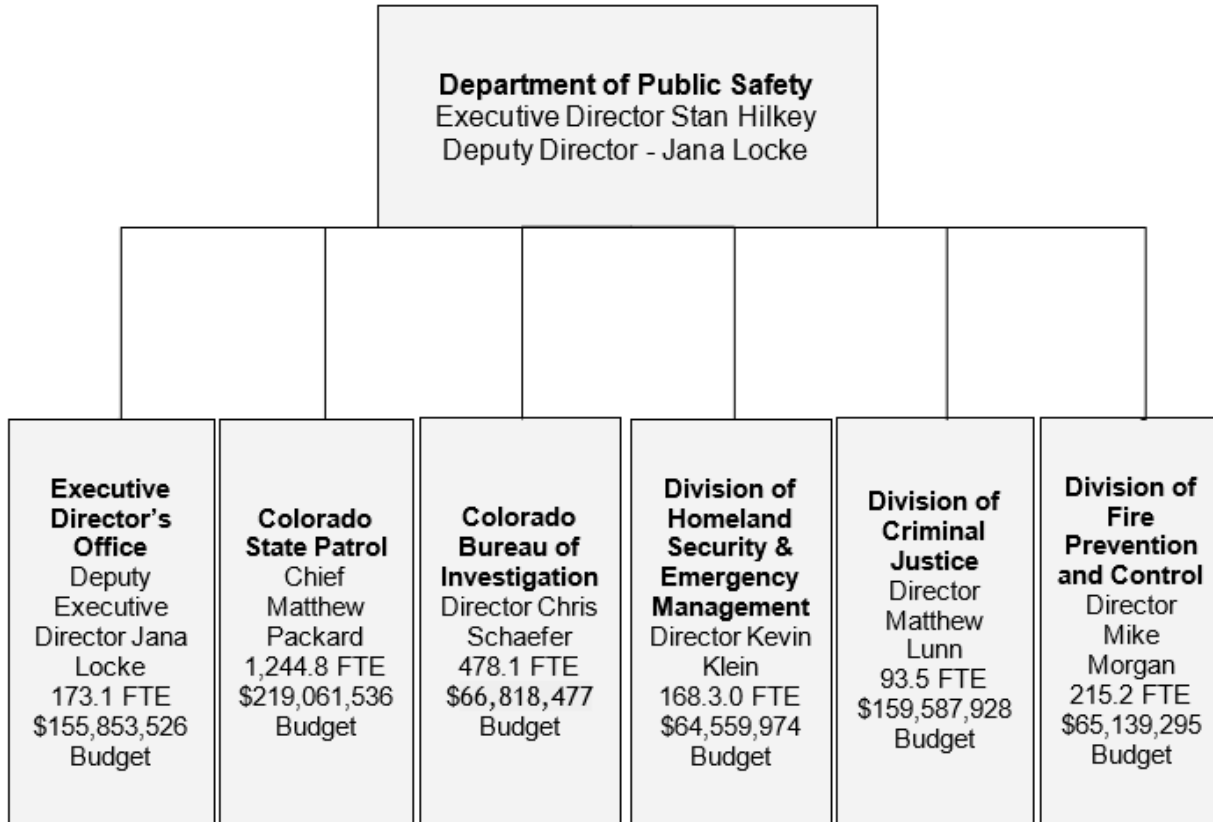 Department of Public Safety
Executive Director Stan Hilkey
Deputy Director - Jana Locke
Executive
Director’s
Office
Deputy
Executive
Director Jana
Locke
173.1 FTE
$155,853,526
Budget
Colorado
State Patrol
Chief
Matthew
Packard
1,244.8 FTE
$219,061,536
Budget
Colorado
Bureau of
Investigation
Director Chris
Schaefer
478.1 FTE
$66,818,477
Budget
Division of
Homeland
Security &
Emergency
Management
Director Kevin
Klein
168.3.0 FTE
$64,559,974
Budget
Division of
Criminal
Justice
Director
Matthew
Lunn
93.5 FTE
$159,587,928
Budget
Division of
Fire
Prevention
and Control
Director
Mike
Morgan
215.2 FTE
$65,139,295
Budget